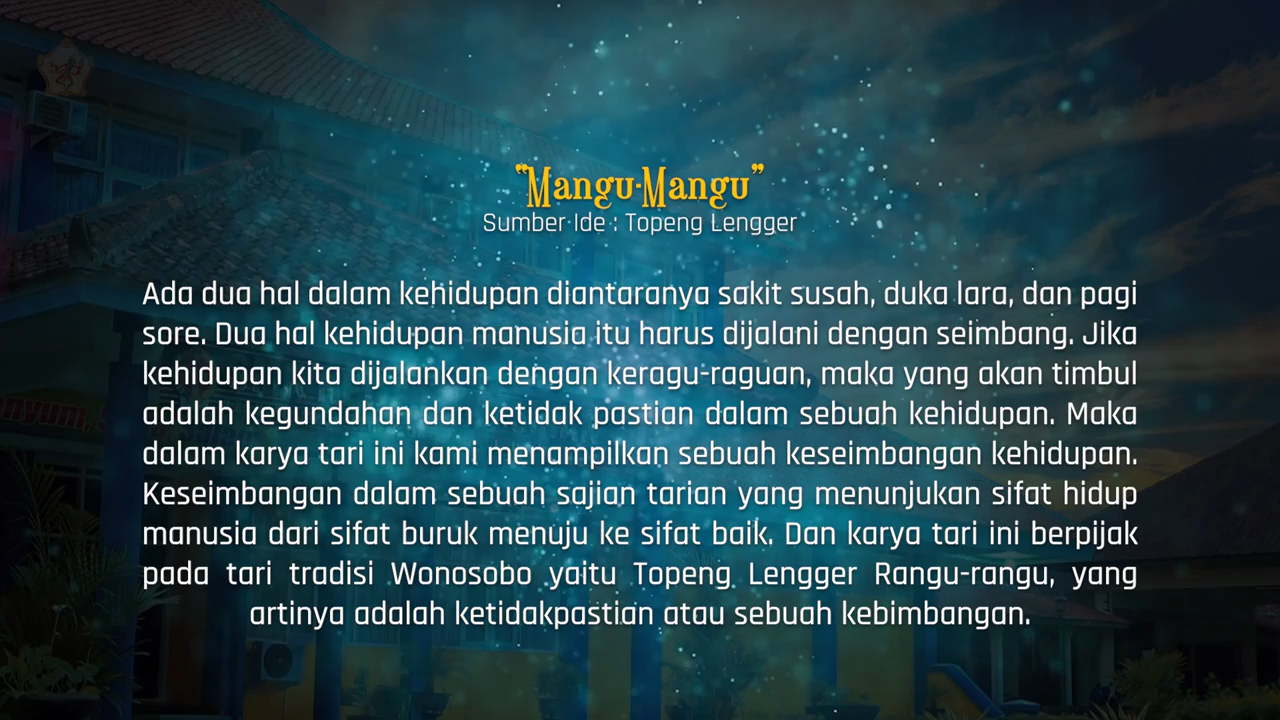 "Mangu-Mangu"
Sumber Ide : Topeng Lengger
Ada dua hal dalam kehidupan diantaranya sakit susah, duka lara, dan pagi
sore. Dua hal kehidupan manusia itu harus dijalani dengan seimbang. Jika
kehidupan kita dijalankan dengan keragu-raguan, maka yang akan timbul
adalah kegundahan dan ketidak pastian dalam sebuah kehidupan. Maka
dalam karya tari ini kami menampilkan sebuah keseimbangan kehidupan.
Keseimbangan dalam sebuah sajian tarian yang menunjukan sifat hidup
manusia dari sifat buruk menuju ke sifat baik. Dan karya tari ini berpijak
pada tari tradisi Wonosobo yaitu Topeng Lengger Rangu-rangu, yang
artinya adalah ketidakpastian atau sebuah kebimbangan.